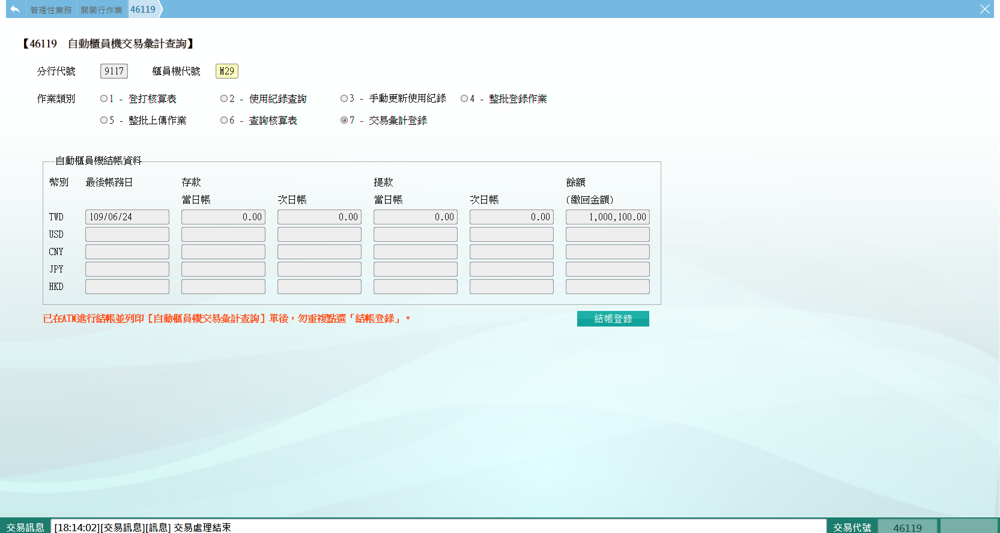 管理性業務 開關行作業 46119
【46119 自動櫃員機交易彙計查詢】
分行代號 9117 櫃員機代號 M29
作業類別 1 - 登打核算表 2 - 使用紀錄查詢 3 - 手動更新使用紀錄 4 - 整批登錄作業
5 - 整批上傳作業 6 - 查詢核算表 7 - 交易彙計登錄
自動櫃員機結帳資料
幣別 最後帳務日 存款 提款 餘額
當日帳 次日帳 當日帳 次日帳 (繳回金額)
TWD 109/06/24 0.00 0.00 0.00 0.00 1,000,100.00
USD
CNY
JPY
HKD
已在ATM進行結帳並列印［自動櫃員機交易彙計查詢］單後，勿重複點選「結帳登錄」。 結帳登錄
交易訊息 [18:14:02][交易訊息][訊息] 交易處理結束 交易代號 46119